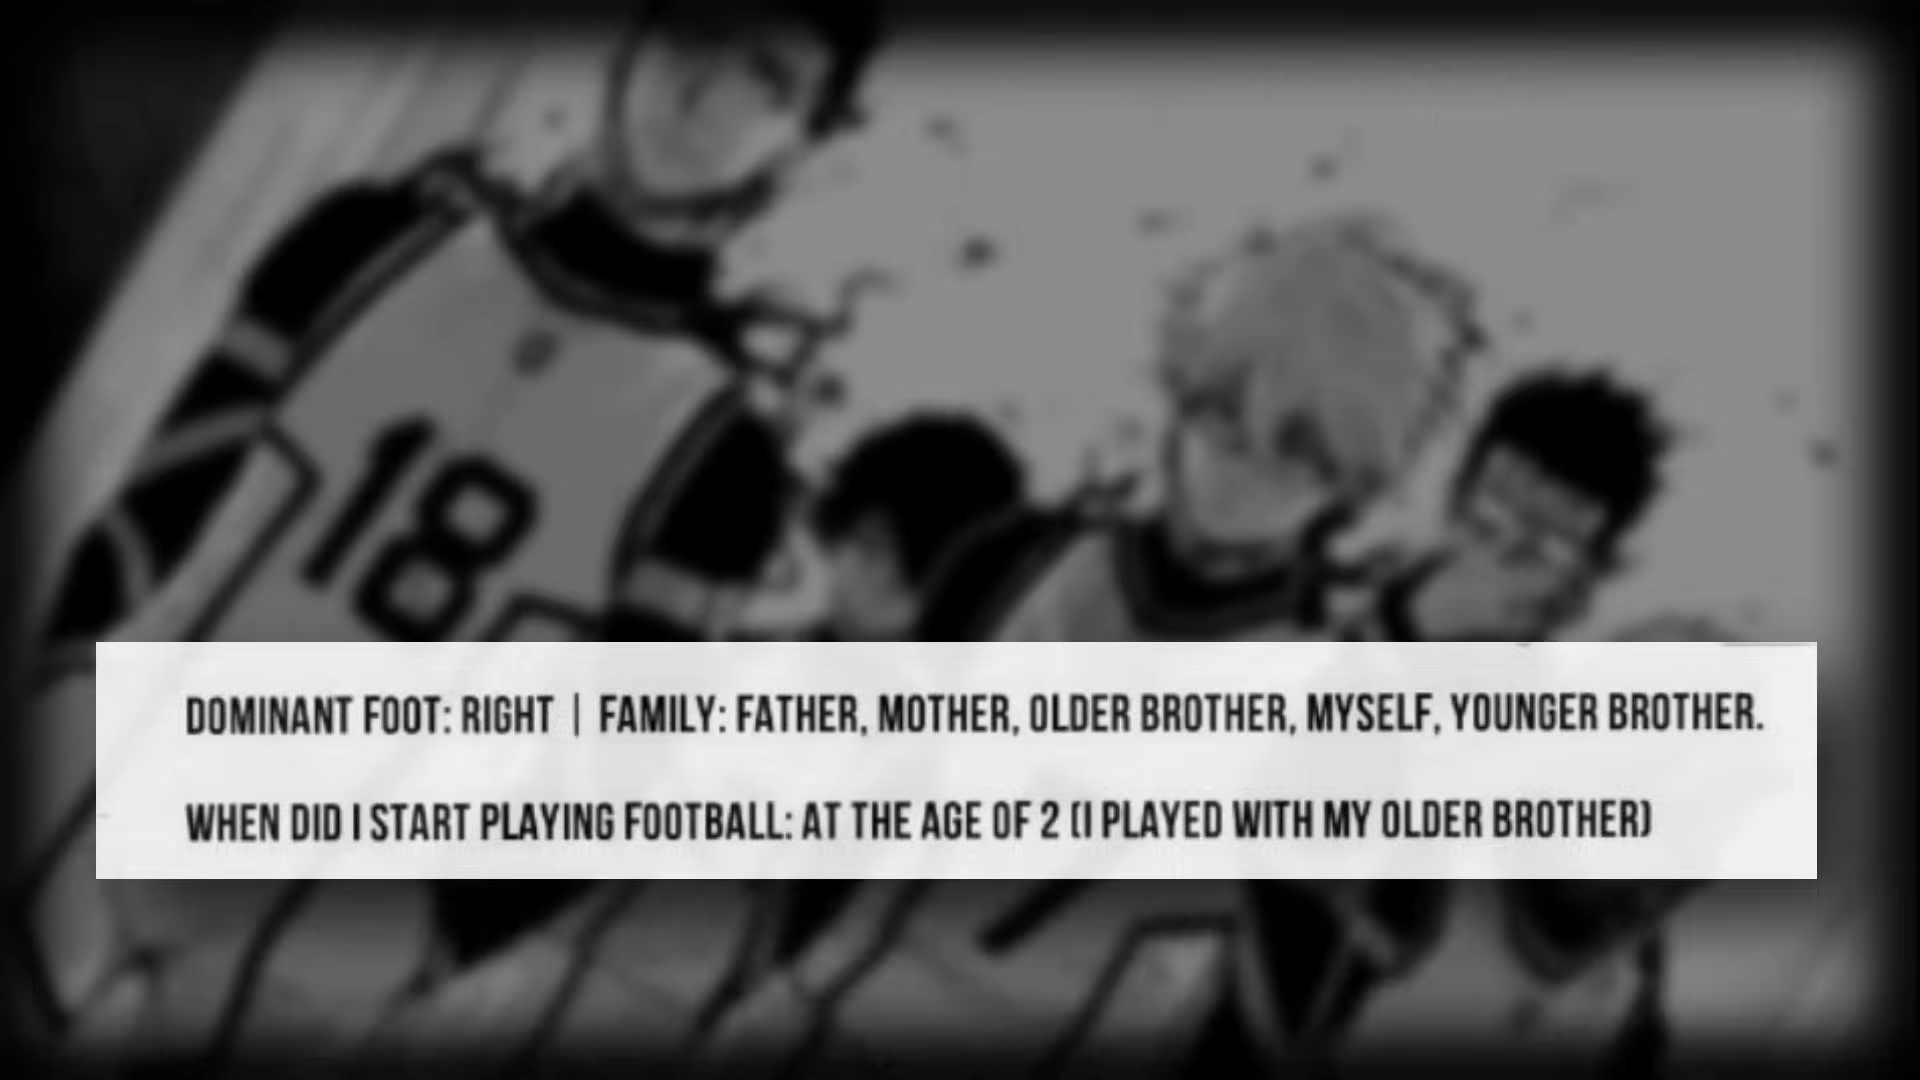 18
DOMINANT FOOT: RIGHT | FAMILY: FATHER, MOTHER, OLDER BROTHER, MYSELF, YOUNGER BROTHER.
WHEN DID I START PLAYING FOOTBALL: AT THE AGE OF 2 (I PLAYED WITH MY OLDER BROTHER)